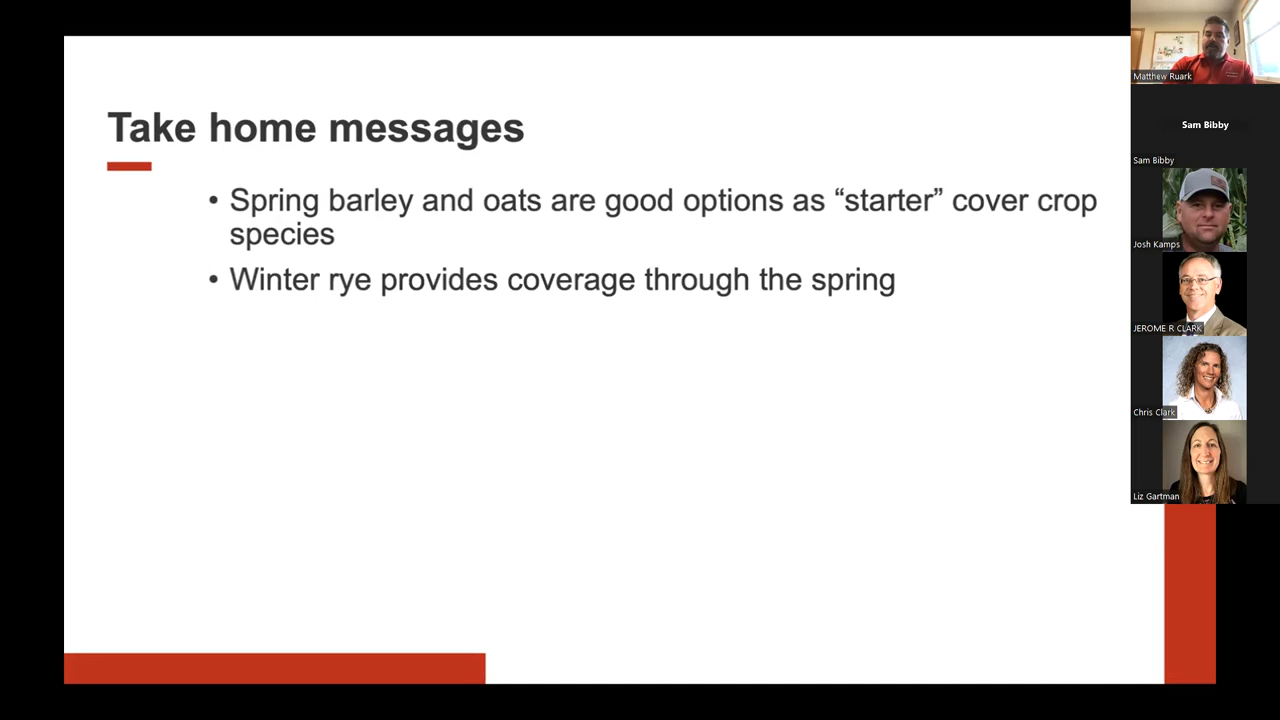 Take home messages
• Spring barley and oats are good options as “starter” cover crop
species
• Winter rye provides coverage through the spring
Matthew Ruark
Sam Bibby
Sam Bibby
Josh Kamps
JEROME R CLARK
Chris Clark
Liz Gartman